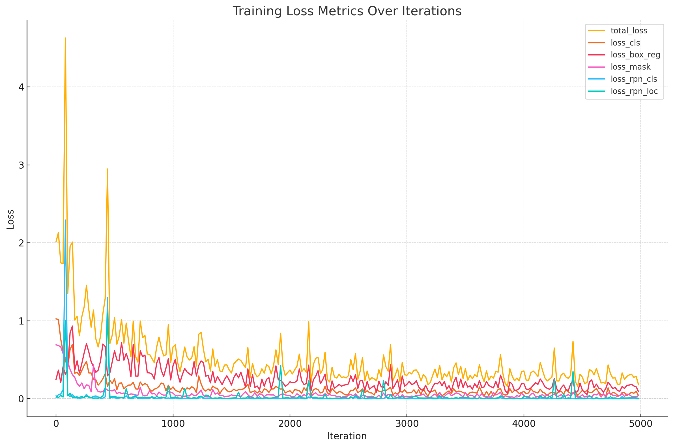 Training Loss Metrics Over Iterations
total_loss
loss_cls
loss_box_reg
loss_mask
loss_rpn_cls
loss_rpn_loc
Loss
4
3
2
1
0
0 1000 2000 3000 4000 5000
Iteration